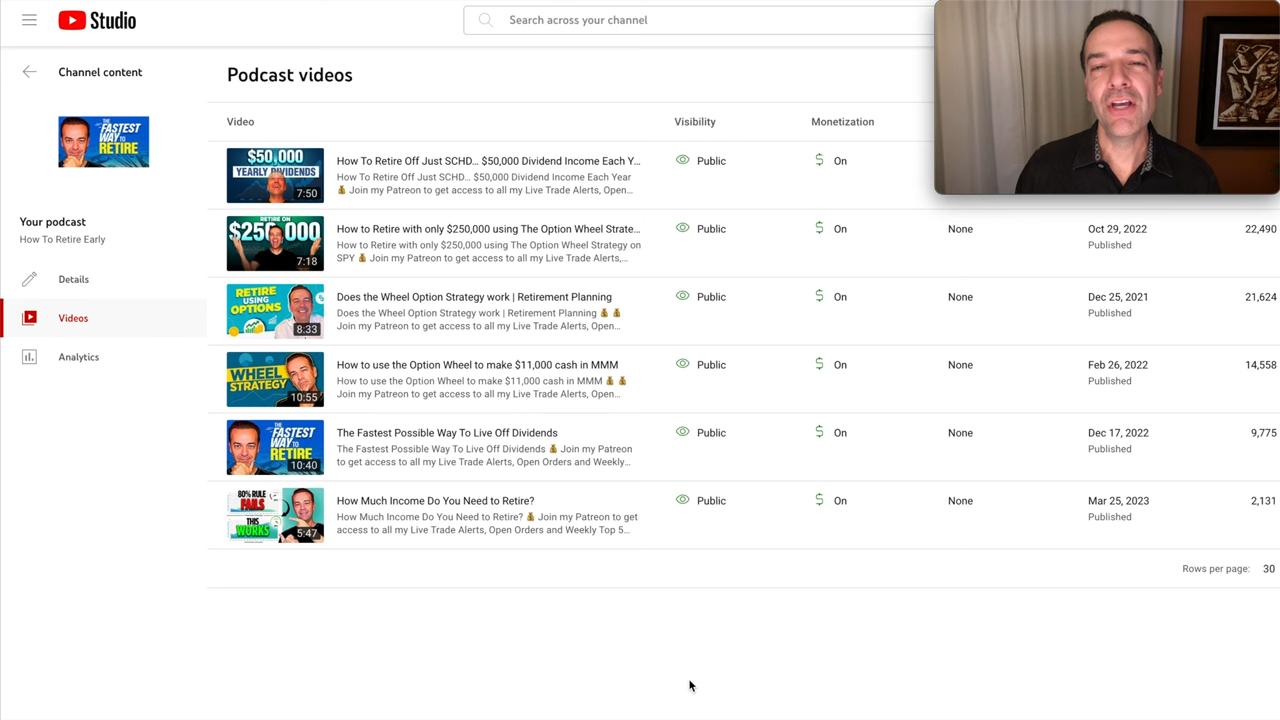 Studio
Search across your channel
Channel content
Podcast videos
Video
Visibility
Monetization
THE FASTEST WAY TO RETIRE
Your podcast
How To Retire Early
Details
Videos
Analytics
$50,000
YEARLY DIVIDENDS
7:50
How To Retire Off Just SCHD... $50,000 Dividend Income Each Y...
How To Retire Off Just SCHD... $50,000 Dividend Income Each Year
💰 Join my Patreon to get access to all my Live Trade Alerts, Open...
Public
On
RETIRE ON
$250,000
7:18
How to Retire with only $250,000 using The Option Wheel Strate...
How to Retire with only $250,000 using The Option Wheel Strategy on
SPY 💰 Join my Patreon to get access to all my Live Trade Alerts,...
Public
On
None
Oct 29, 2022
Published
22,490
RETIRE
USING
OPTIONS
8:33
Does the Wheel Option Strategy work | Retirement Planning
Does the Wheel Option Strategy work | Retirement Planning 💰 💰
Join my Patreon to get access to all my Live Trade Alerts, Open...
Public
On
None
Dec 25, 2021
Published
21,624
WHEEL
STRATEGY
10:55
How to use the Option Wheel to make $11,000 cash in MMM
How to use the Option Wheel to make $11,000 cash in MMM 💰 💰
Join my Patreon to get access to all my Live Trade Alerts, Open...
Public
On
None
Feb 26, 2022
Published
14,558
THE FASTEST WAY TO RETIRE
10:40
The Fastest Possible Way To Live Off Dividends
The Fastest Possible Way To Live Off Dividends 💰 Join my Patreon
to get access to all my Live Trade Alerts, Open Orders and Weekly...
Public
On
None
Dec 17, 2022
Published
9,775
80% RULE
FAILS
THIS
WORKS
5:47
How Much Income Do You Need to Retire?
How Much Income Do You Need to Retire? 💰 Join my Patreon to get
access to all my Live Trade Alerts, Open Orders and Weekly Top 5...
Public
On
None
Mar 25, 2023
Published
2,131
Rows per page:
30